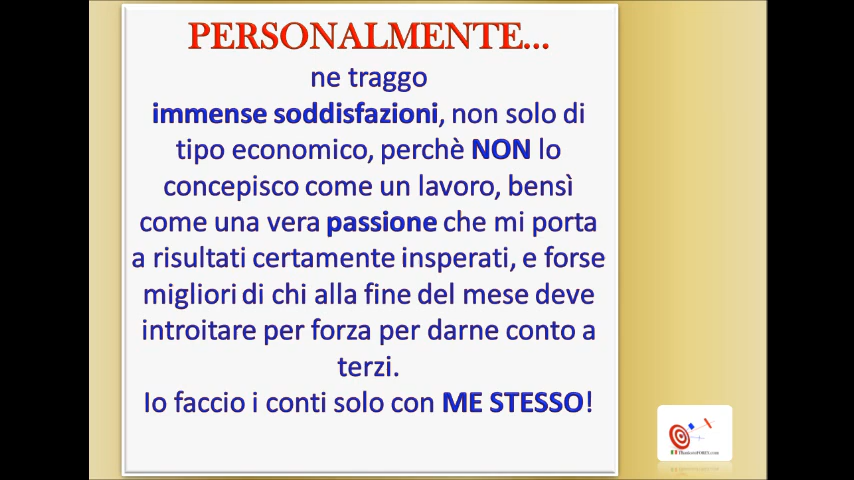 PERSONALMENTE...
ne traggo
immense soddisfazioni, non solo di
tipo economico, perchè NON lo
concepisco come un lavoro, bensì
come una vera passione che mi porta
a risultati certamente insperati, e forse
migliori di chi alla fine del mese deve
introitare per forza per darne conto a
terzi.
Io faccio i conti solo con ME STESSO!